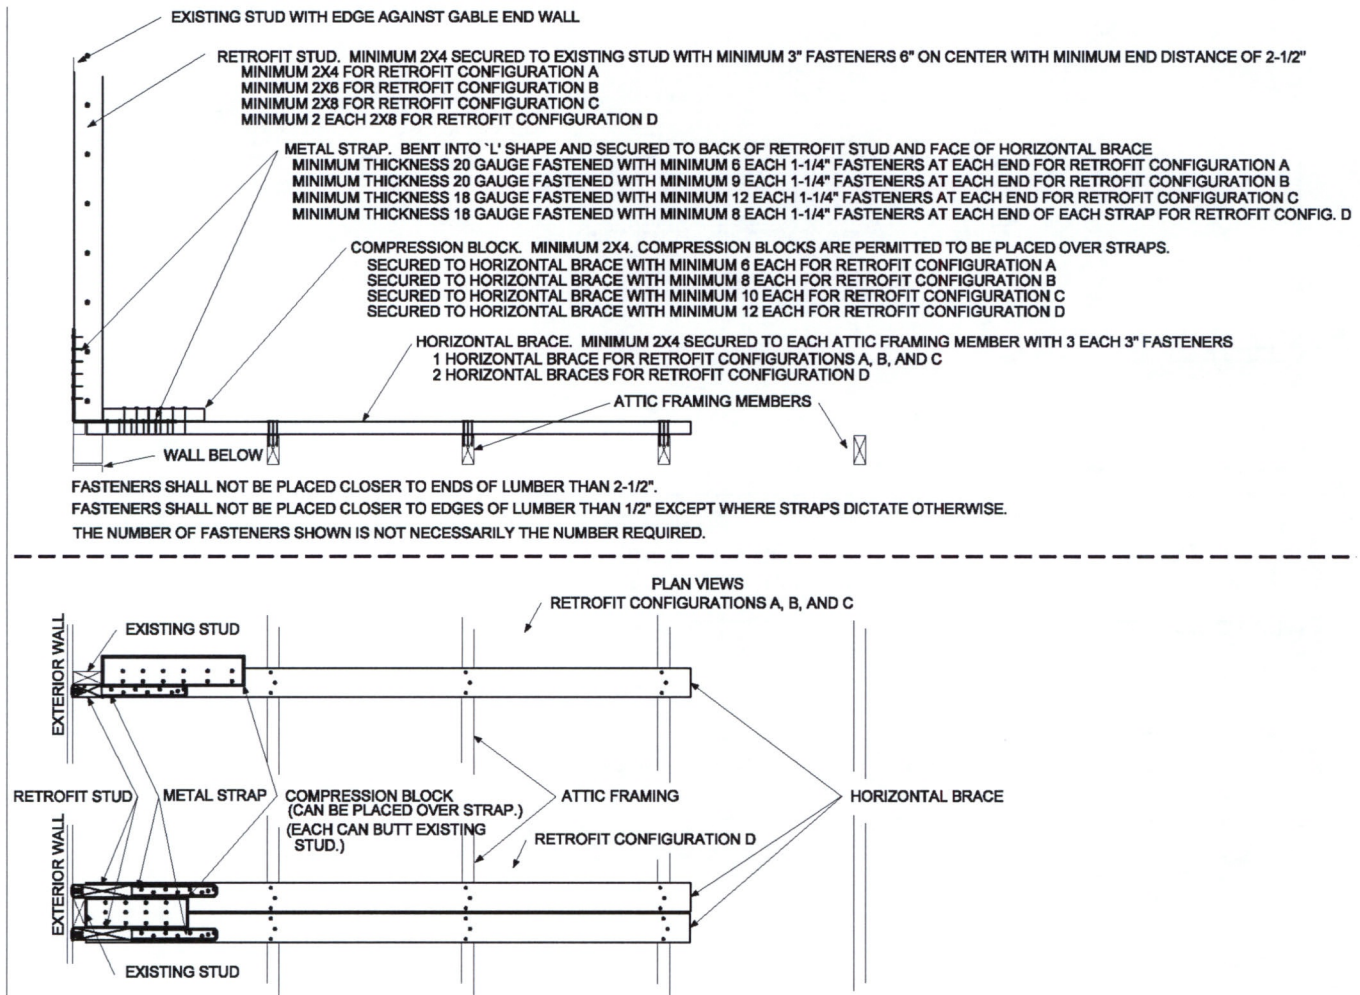 EXISTING STUD WITH EDGE AGAINST GABLE END WALL
RETROFIT STUD. MINIMUM 2X4 SECURED TO EXISTING STUD WITH MINIMUM 3" FASTENERS 6" ON CENTER WITH MINIMUM END DISTANCE OF 2-1/2"
MINIMUM 2X4 FOR RETROFIT CONFIGURATION A
MINIMUM 2X6 FOR RETROFIT CONFIGURATION B
MINIMUM 2X8 FOR RETROFIT CONFIGURATION C
MINIMUM 2 EACH 2X8 FOR RETROFIT CONFIGURATION D
METAL STRAP. BENT INTO `L' SHAPE AND SECURED TO BACK OF RETROFIT STUD AND FACE OF HORIZONTAL BRACE
MINIMUM THICKNESS 20 GAUGE FASTENED WITH MINIMUM 6 EACH 1-1/4" FASTENERS AT EACH END FOR RETROFIT CONFIGURATION A
MINIMUM THICKNESS 20 GAUGE FASTENED WITH MINIMUM 9 EACH 1-1/4" FASTENERS AT EACH END FOR RETROFIT CONFIGURATION B
MINIMUM THICKNESS 18 GAUGE FASTENED WITH MINIMUM 12 EACH 1-1/4" FASTENERS AT EACH END FOR RETROFIT CONFIGURATION C
MINIMUM THICKNESS 18 GAUGE FASTENED WITH MINIMUM 8 EACH 1-1/4" FASTENERS AT EACH END OF EACH STRAP FOR RETROFIT CONFIG. D
COMPRESSION BLOCK. MINIMUM 2X4. COMPRESSION BLOCKS ARE PERMITTED TO BE PLACED OVER STRAPS.
SECURED TO HORIZONTAL BRACE WITH MINIMUM 6 EACH FOR RETROFIT CONFIGURATION A
SECURED TO HORIZONTAL BRACE WITH MINIMUM 8 EACH FOR RETROFIT CONFIGURATION B
SECURED TO HORIZONTAL BRACE WITH MINIMUM 10 EACH FOR RETROFIT CONFIGURATION C
SECURED TO HORIZONTAL BRACE WITH MINIMUM 12 EACH FOR RETROFIT CONFIGURATION D
HORIZONTAL BRACE. MINIMUM 2X4 SECURED TO EACH ATTIC FRAMING MEMBER WITH 3 EACH 3" FASTENERS
1 HORIZONTAL BRACE FOR RETROFIT CONFIGURATIONS A, B, AND C
2 HORIZONTAL BRACES FOR RETROFIT CONFIGURATION D
ATTIC FRAMING MEMBERS
WALL BELOW
FASTENERS SHALL NOT BE PLACED CLOSER TO ENDS OF LUMBER THAN 2-1/2".
FASTENERS SHALL NOT BE PLACED CLOSER TO EDGES OF LUMBER THAN 1/2" EXCEPT WHERE STRAPS DICTATE OTHERWISE.
THE NUMBER OF FASTENERS SHOWN IS NOT NECESSARILY THE NUMBER REQUIRED.
PLAN VIEWS
RETROFIT CONFIGURATIONS A, B, AND C
EXISTING STUD
EXTERIOR WALL
RETROFIT STUD
METAL STRAP
COMPRESSION BLOCK
(CAN BE PLACED OVER STRAP.)
(EACH CAN BUTT EXISTING
STUD.)
ATTIC FRAMING
HORIZONTAL BRACE
RETROFIT CONFIGURATION D
EXTERIOR WALL
EXISTING STUD